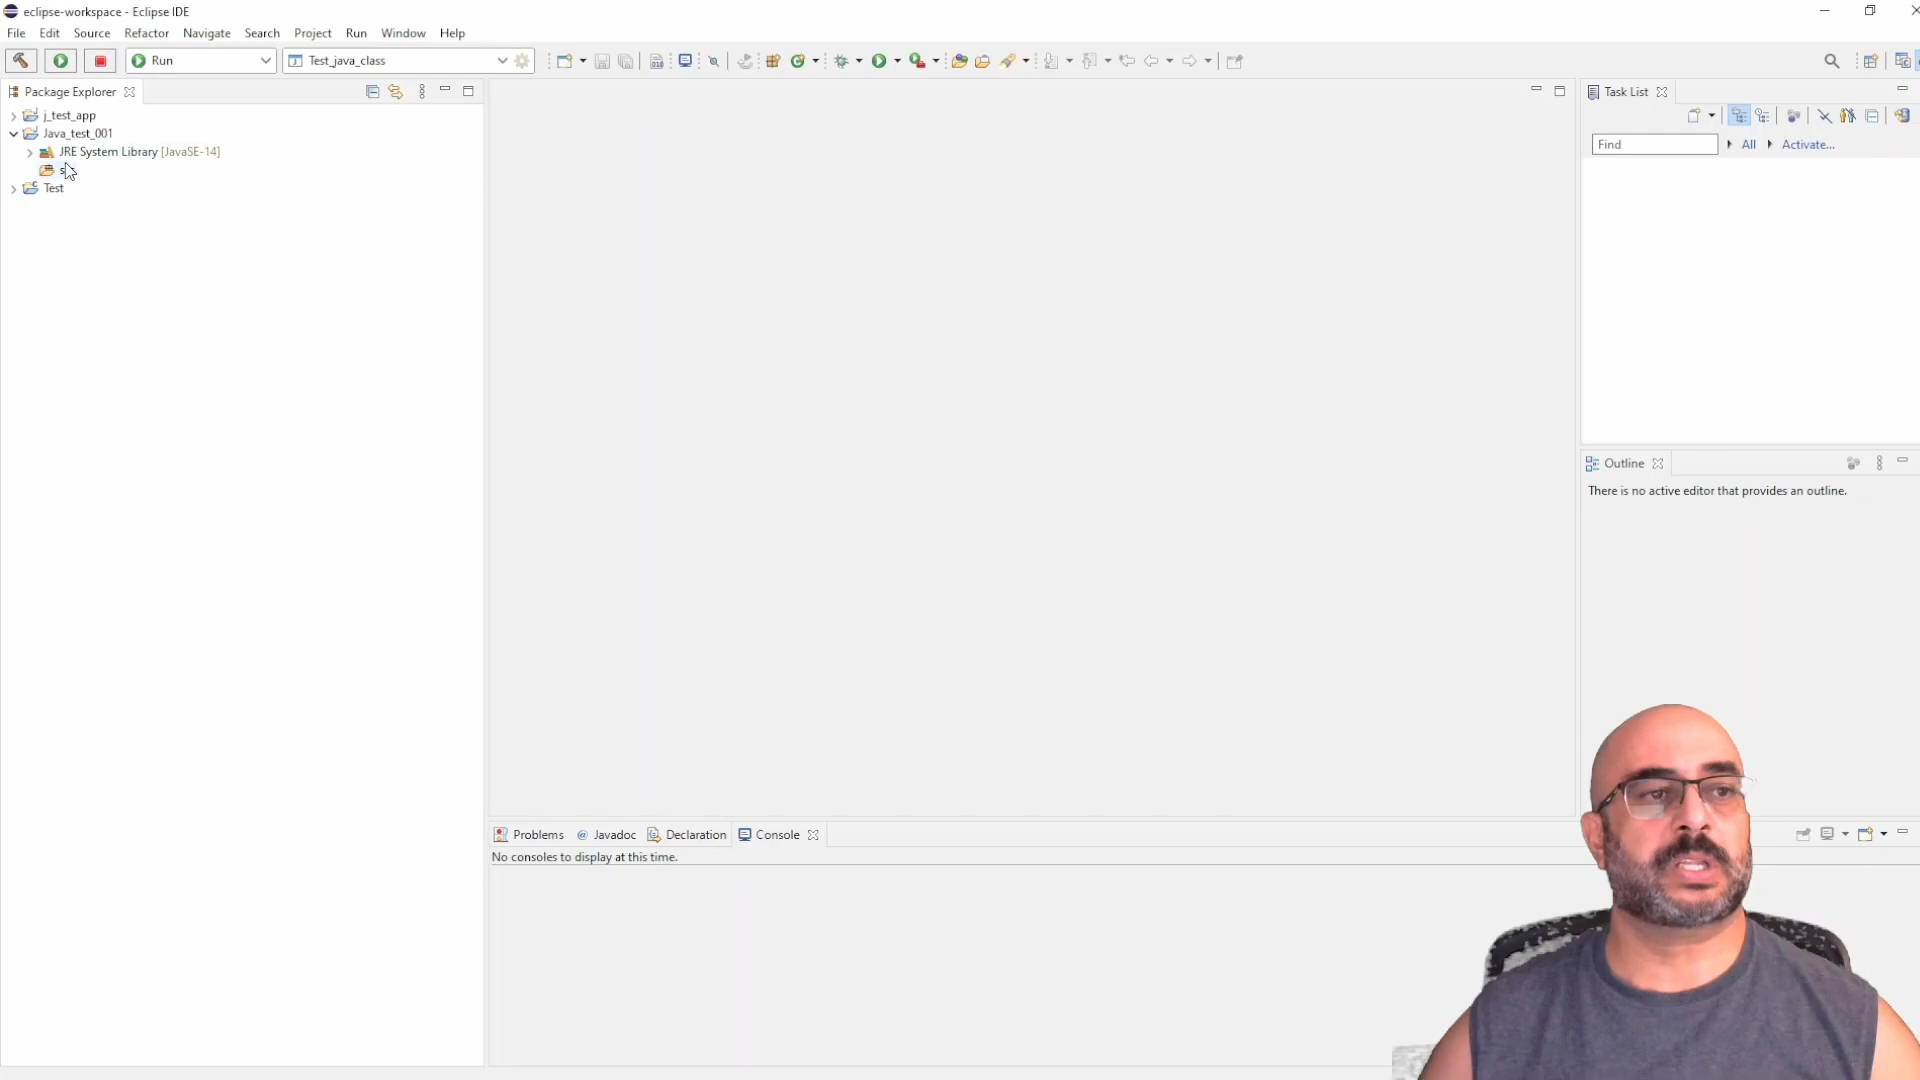 eclipse-workspace - Eclipse IDE
File Edit Source Refactor Navigate Search Project Run Window Help
Run Test_java_class
Package Explorer
Task List
j_test_app
Java_test_001
JRE System Library [JavaSE-14]
Test
Find All Activate...
Outline
There is no active editor that provides an outline.
Problems @ Javadoc Declaration Console
No consoles to display at this time.